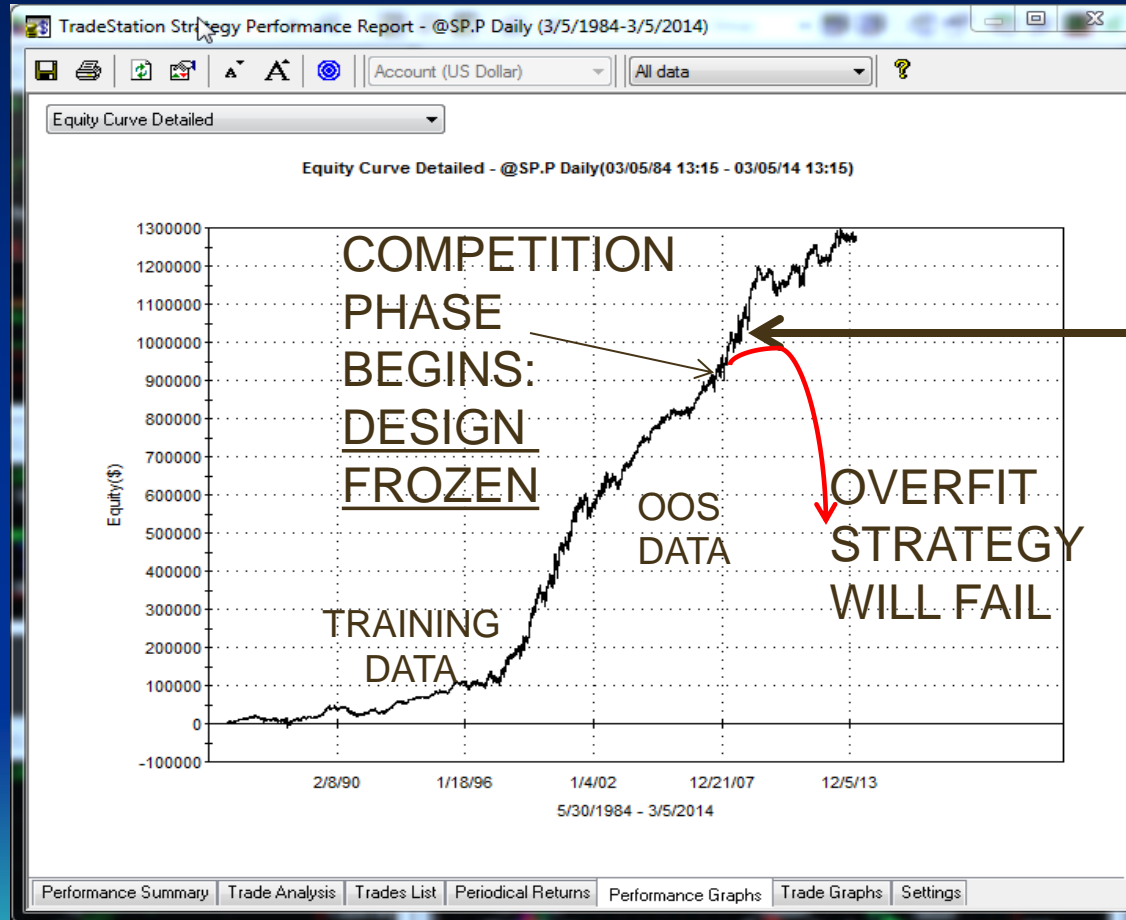 TradeStation Strategy Performance Report - @SP.P Daily (3/5/1984-3/5/2014)
A A Account (US Dollar) All data ?
Equity Curve Detailed
Equity Curve Detailed - @SP.P Daily(03/05/84 13:15 - 03/05/14 13:15)
1300000
1200000
1100000
1000000
900000
800000
700000
600000
500000
400000
300000
200000
100000
0
-100000
Equity($)
COMPETITION
PHASE
BEGINS:
DESIGN
FROZEN
OOS
DATA
OVERFIT
STRATEGY
WILL FAIL
TRAINING
DATA
2/8/90 1/18/96 1/4/02 12/21/07 12/5/13
5/30/1984 - 3/5/2014
Performance Summary Trade Analysis Trades List Periodical Returns Performance Graphs Trade Graphs Settings